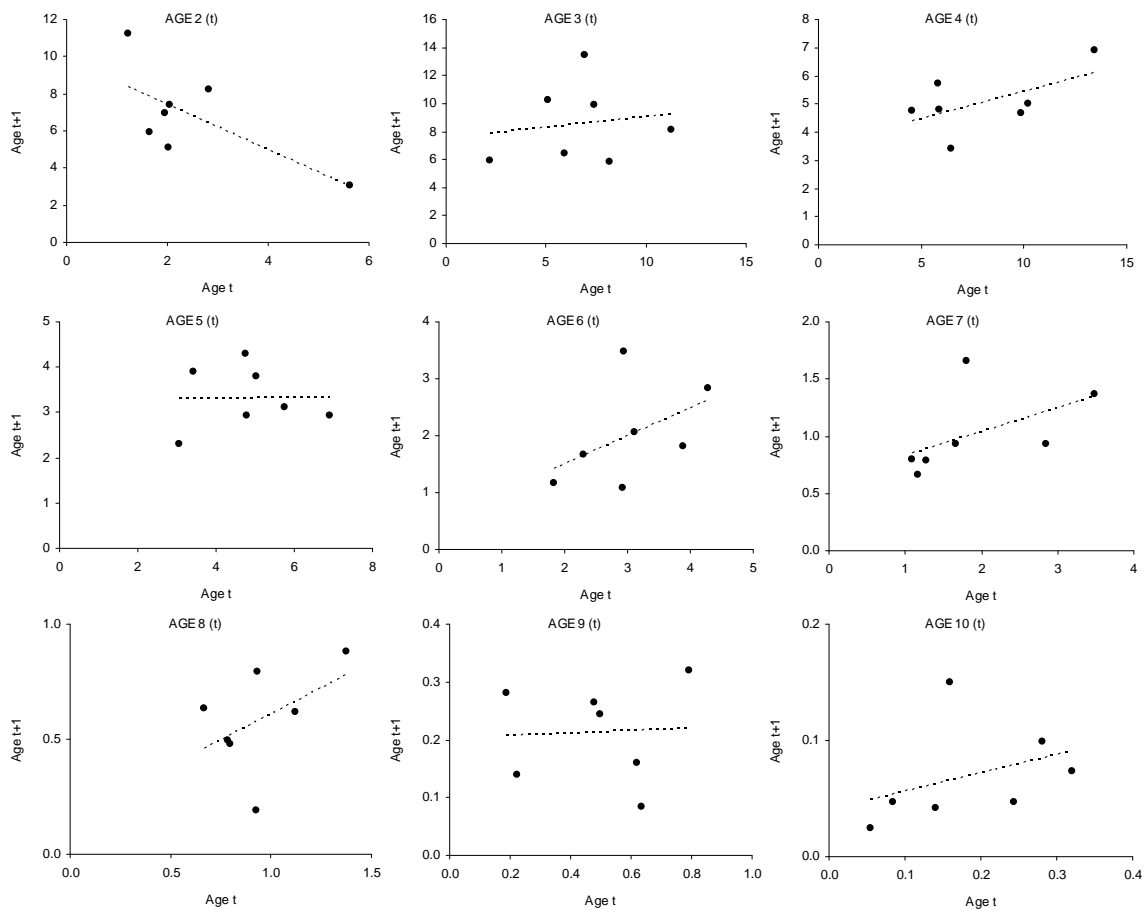 AGE 2 (t)
12
10
8
6
4
2
0
Age t+1
0 2 4 6
Age t
AGE 3 (t)
16
14
12
10
8
6
4
2
0
Age t+1
0 5 10 15
Age t
AGE 4 (t)
8
7
6
5
4
3
2
1
0
Age t+1
0 5 10 15
Age t
AGE 5 (t)
5
4
3
2
1
0
Age t+1
0 2 4 6 8
Age t
AGE 6 (t)
4
3
2
1
0
Age t+1
0 1 2 3 4 5
Age t
AGE 7 (t)
2.0
1.5
1.0
0.5
0.0
Age t+1
0 1 2 3 4
Age t
AGE 8 (t)
1.0
0.5
0.0
Age t+1
0.0 0.5 1.0 1.5
Age t
AGE 9 (t)
0.4
0.3
0.2
0.1
0.0
Age t+1
0.0 0.2 0.4 0.6 0.8 1.0
Age t
AGE 10 (t)
0.2
0.1
0.0
Age t+1
0.0 0.1 0.2 0.3 0.4
Age t